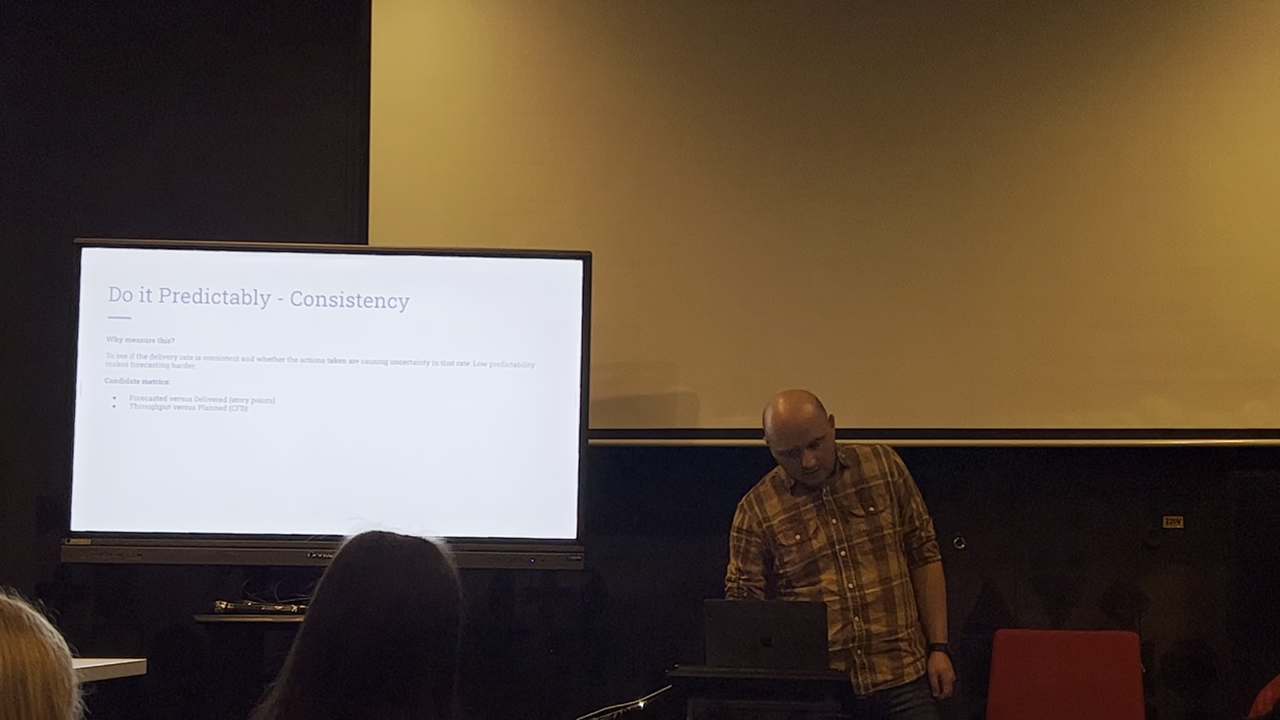 Do it Predictably - Consistency
Why measure this?
To see if the delivery rate is consistent and whether the actions taken are causing uncertainty in that rate. Low predictability
makes forecasting harder.
Candidate metrics:
Forecasted versus Delivered (story points)
Throughput versus Planned (CFD)